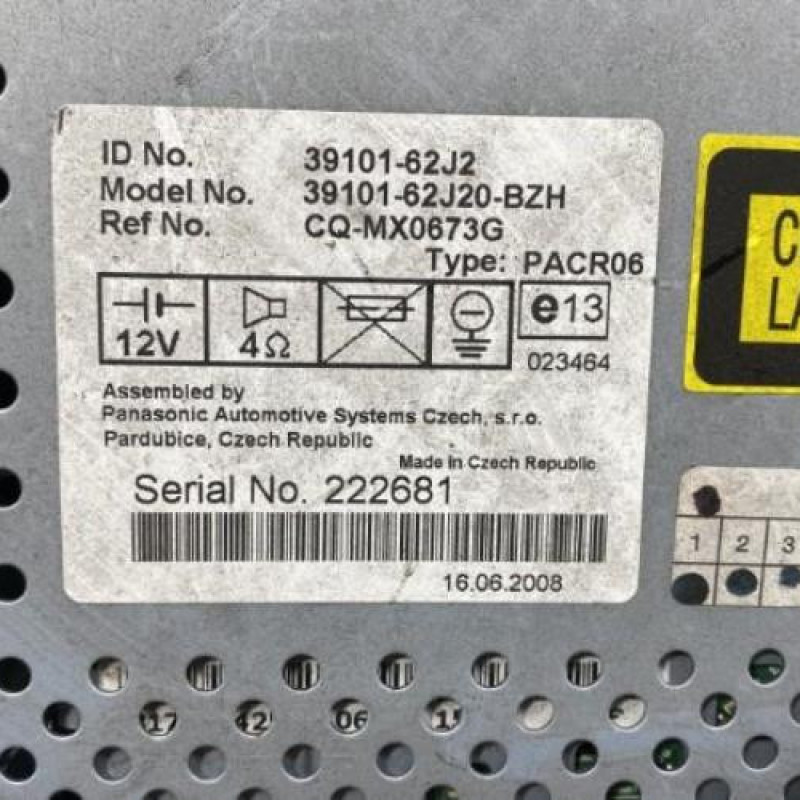 ID No. 39101-62J2
Model No. 39101-62J20-BZH
Ref No. CQ-MX0673G
Type: PACR06
12V 4Ω e13
023464
Assembled by
Panasonic Automotive Systems Czech, s.r.o.
Pardubice, Czech Republic
Made in Czech Republic
Serial No. 222681
16.06.2008
1 2 3